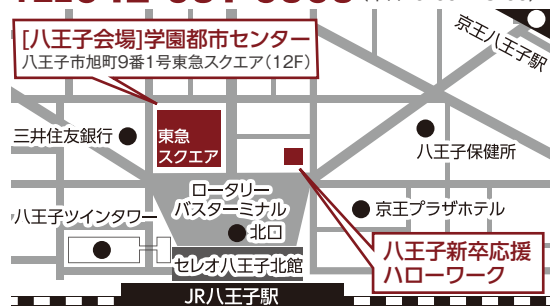 [八王子会場]学園都市センター
八王子市旭町9番1号東急スクエア(12F)
京王八王子駅
三井住友銀行
東急
スクエア
八王子保健所
ロータリー
バスターミナル
北口
京王プラザホテル
八王子ツインタワー
セレオ八王子北館
八王子新卒応援
ハローワーク
JR八王子駅